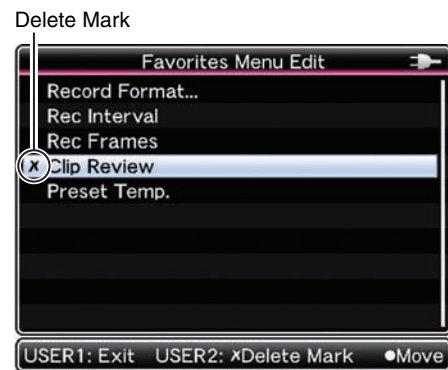 Delete Mark
Favorites Menu Edit
Record Format...
Rec Interval
Rec Frames
✗ Clip Review
Preset Temp.
USER1: Exit USER2: ✗Delete Mark ●Move